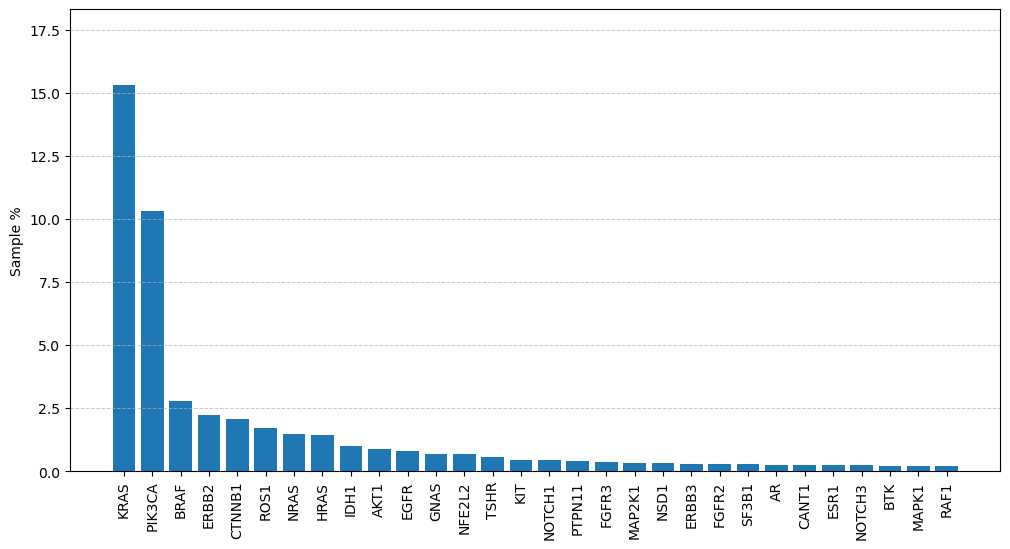 17.5
15.0
12.5
10.0
7.5
5.0
2.5
0.0
Sample %
KRAS
PIK3CA
BRAF
ERBB2
CTNNB1
ROS1
NRAS
HRAS
IDH1
AKT1
EGFR
GNAS
NFE2L2
TSHR
KIT
NOTCH1
PTPN11
FGFR3
MAP2K1
NSD1
ERBB3
FGFR2
SF3B1
AR
CANT1
ESR1
NOTCH3
BTK
MAPK1
RAF1